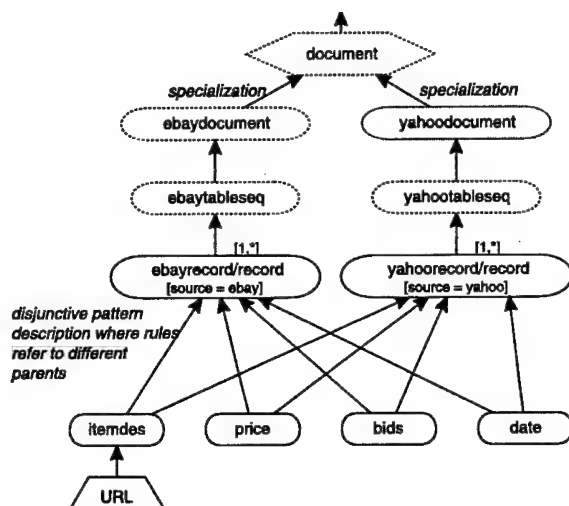 document
specialization
specialization
ebaydocument
yahoodocument
ebaytableseq
yahootableseq
[1,*]
[1,*]
ebayrecord/record
[source = ebay]
yahoorecord/record
[source = yahoo]
disjunctive pattern
description where rules
refer to different
parents
itemdes
price
bids
date
URL